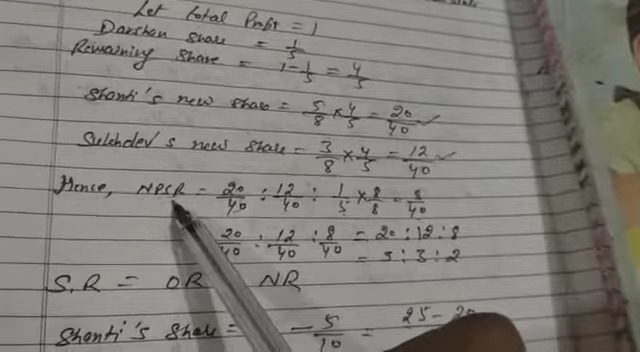 Let total Profit = 1
Darshan share = 1/5
Remaining share = 1 - 1/5 = 4/5
Shanti's new share = 5/8 × 4/5 = 20/40 ✓
Sukhdev's new share = 3/8 × 4/5 = 12/40 ✓
Hence, NPSR = 20/40 : 12/40 : 1/5 × 8/8 = 8/40
20/40 : 12/40 : 8/40 = 20 : 12 : 8
= 5 : 3 : 2
S.R = OR NR
Shanti's Share = - 5/10 = 25 - 20